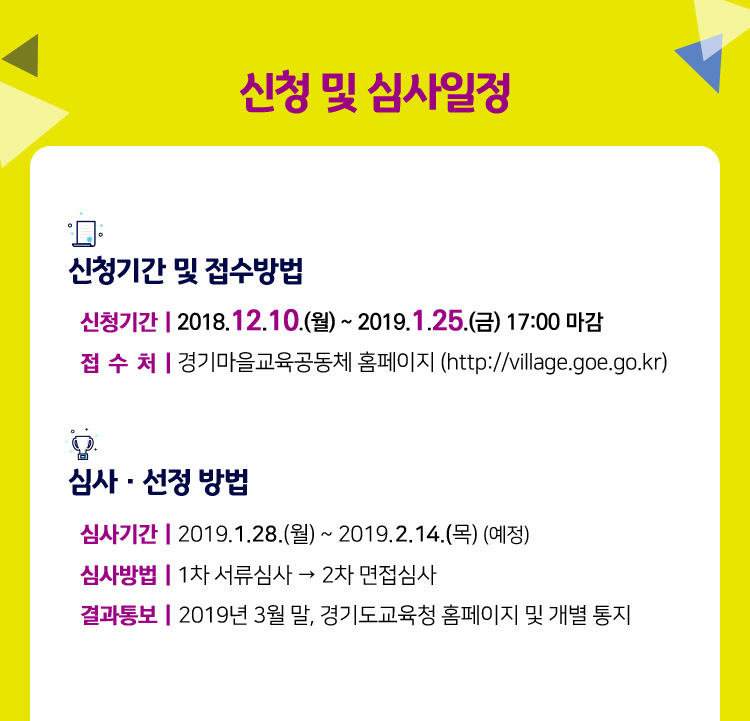 신청 및 심사일정
신청기간 및 접수방법
신청기간 | 2018.12.10.(월) ~ 2019.1.25.(금) 17:00 마감
접 수 처 | 경기마을교육공동체 홈페이지 (http://village.goe.go.kr)
심사 · 선정 방법
심사기간 | 2019.1.28.(월) ~ 2019.2.14.(목) (예정)
심사방법 | 1차 서류심사 → 2차 면접심사
결과통보 | 2019년 3월 말, 경기도교육청 홈페이지 및 개별 통지